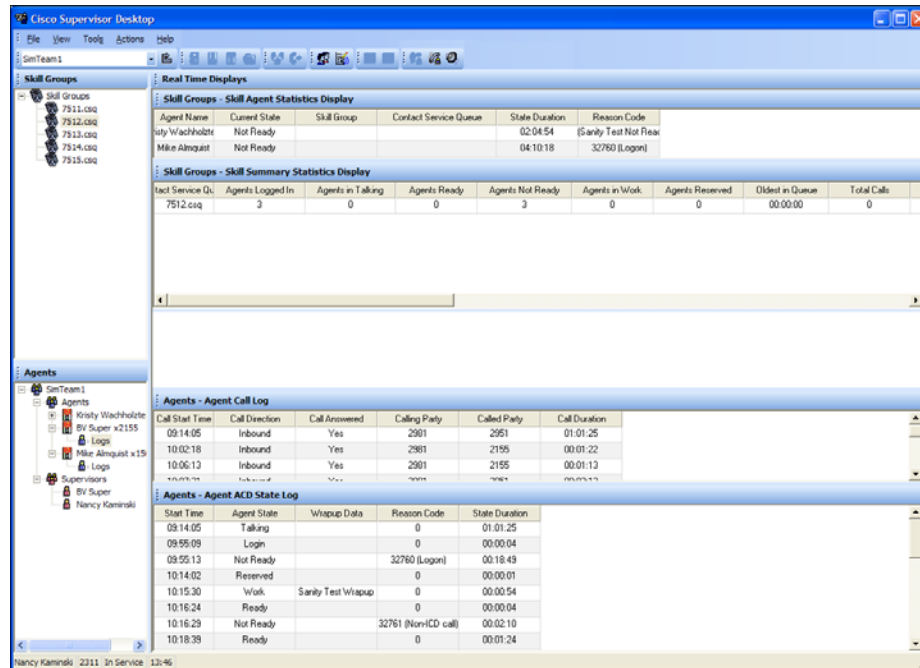 Cisco Supervisor Desktop
File View Tools Actions Help
SimTeam1
Skill Groups
Skill Groups
7511.csq
7512.csq
7513.csq
7514.csq
7515.csq
Real Time Displays
Skill Groups - Skill Agent Statistics Display
Agent Name Current State Skill Group Contact Service Queue State Duration Reason Code
isty Wachholzte Not Ready 02:04:54 (Sanity Test Not Reac
Mike Almquist Not Ready 04:10:18 32760 (Logon)
Skill Groups - Skill Summary Statistics Display
tact Service Qu Agents Logged In Agents in Talking Agents Ready Agents Not Ready Agents in Work Agents Reserved Oldest in Queue Total Calls
7512.csq 3 0 0 3 0 0 00:00:00 0
Agents
SimTeam1
Agents
Kristy Wachholzte
BV Super x2155
Logs
Mike Almquist x15
Logs
Supervisors
BV Super
Nancy Kaminski
Agents - Agent Call Log
Call Start Time Call Direction Call Answered Calling Party Called Party Call Duration
09:14:05 Inbound Yes 2981 2951 01:01:25
10:02:18 Inbound Yes 2981 2155 00:01:22
10:06:13 Inbound Yes 2981 2155 00:01:13
Agents - Agent ACD State Log
Start Time Agent State Wrapup Data Reason Code State Duration
09:14:05 Talking 0 01:01:25
09:55:09 Login 0 00:00:04
09:55:13 Not Ready 32760 (Logon) 00:18:49
10:14:02 Reserved 0 00:00:01
10:15:30 Work Sanity Test Wrapup 0 00:00:54
10:16:24 Ready 0 00:00:04
10:16:29 Not Ready 32761 (Non-ICD call) 00:02:10
10:18:39 Ready 0 00:01:24
Nancy Kaminski 2311 In Service 13:46